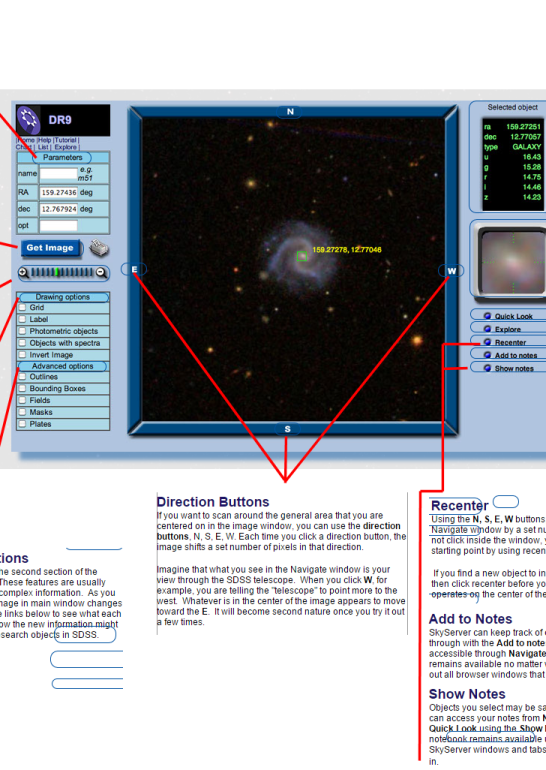 DR9
Home |Help |Tutorial |
Chart | List | Explore |
Parameters
name
e.g.
m51
RA 159.27436 deg
dec 12.767924 deg
opt
Get Image
Drawing options
Grid
Label
Photometric objects
Objects with spectra
Invert Image
Advanced options
Outlines
Bounding Boxes
Fields
Masks
Plates
N
E
W
S
159.27278, 12.77046
Selected object
ra 159.27251
dec 12.77057
type GALAXY
u 16.43
g 15.28
r 14.75
i 14.46
z 14.23
Quick Look
Explore
Recenter
Add to notes
Show notes
tions
he second section of the
These features are usually
complex information. As you
mage in main window changes
e links below to see what each
ow the new information might
search objects in SDSS.
Direction Buttons
If you want to scan around the general area that you are
centered on in the image window, you can use the direction
buttons, N, S, E, W. Each time you click a direction button, the
image shifts a set number of pixels in that direction.
Imagine that what you see in the Navigate window is your
view through the SDSS telescope. When you click W, for
example, you are telling the "telescope" to point more to the
west. Whatever is in the center of the image appears to move
toward the E. It will become second nature once you try it out
a few times.
Recenter
Using the N, S, E, W buttons
Navigate window by a set nu
not click inside the window, y
starting point by using recen
If you find a new object in
then click recenter before yo
operates on the center of the
Add to Notes
SkyServer can keep track of
through with the Add to note
accessible through Navigate
remains available no matter
out all browser windows that
Show Notes
Objects you select may be sa
can access your notes from N
Quick Look using the Show
notebook remains available
SkyServer windows and tabs
in.